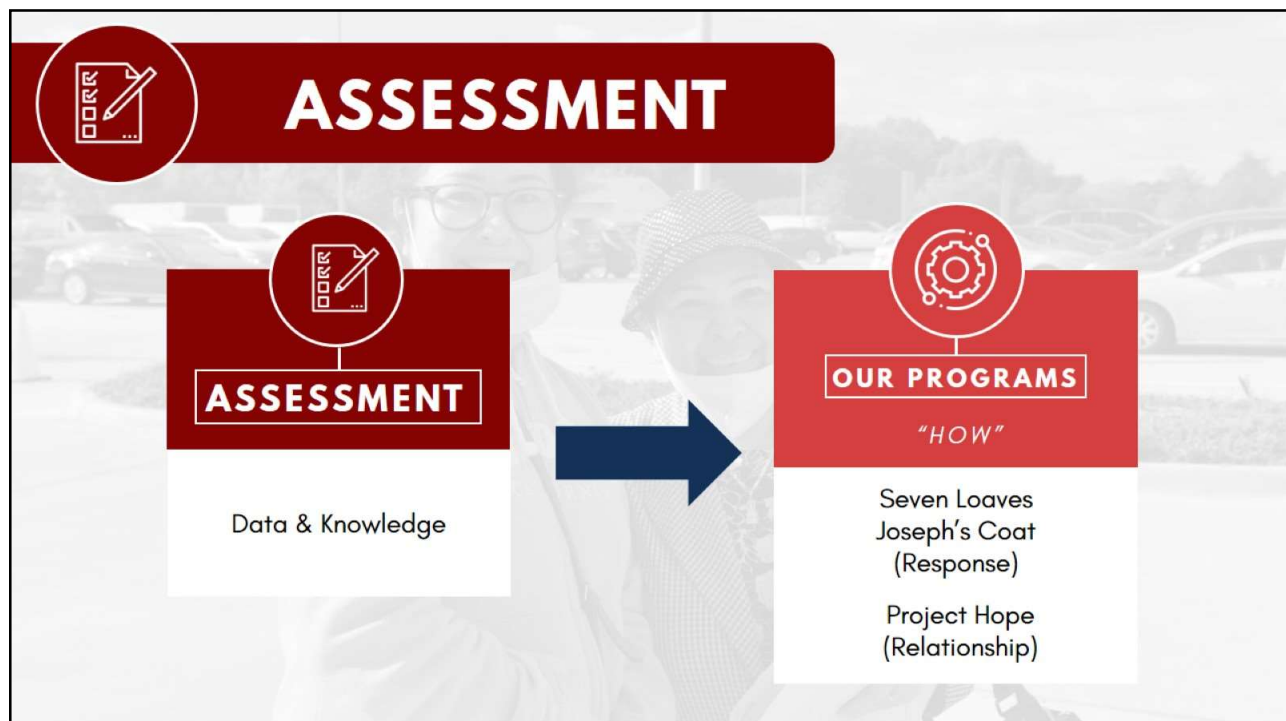 ASSESSMENT
ASSESSMENT
Data & Knowledge
OUR PROGRAMS
“HOW”
Seven Loaves
Joseph’s Coat
(Response)
Project Hope
(Relationship)